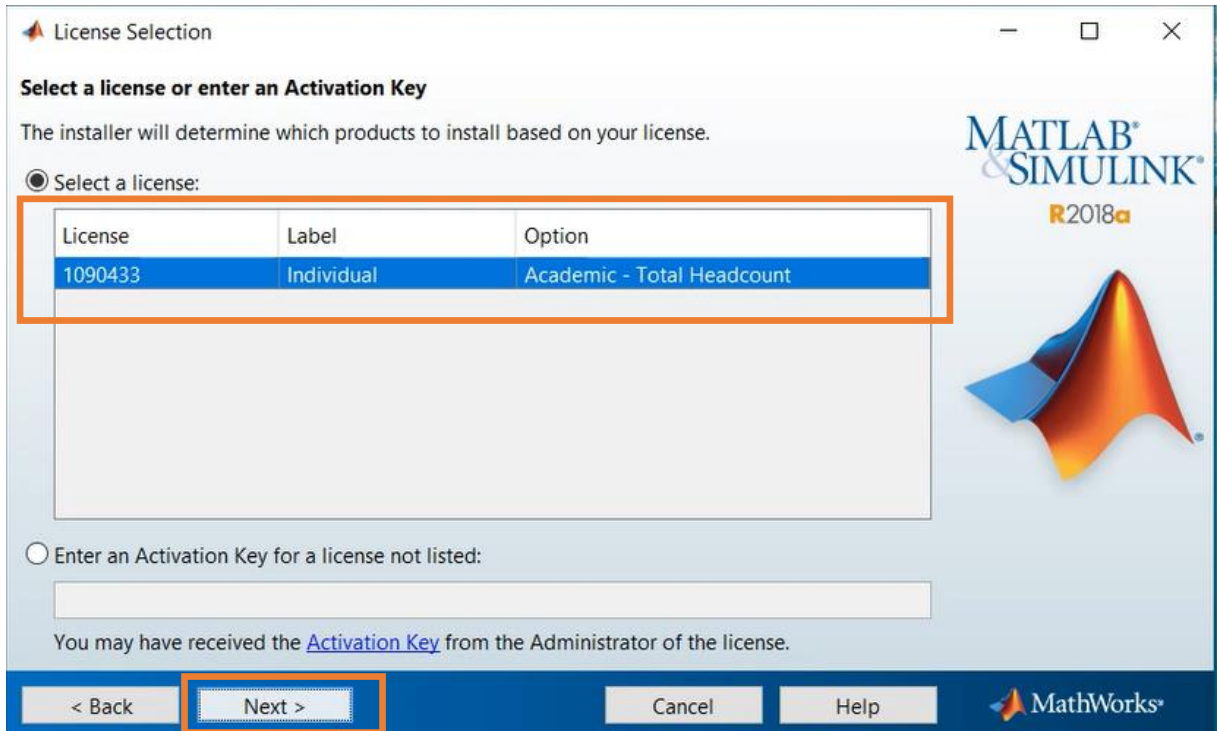 License Selection
Select a license or enter an Activation Key
The installer will determine which products to install based on your license.
MATLAB®
&SIMULINK®
R2018a
Select a license:
License Label Option
1090433 Individual Academic - Total Headcount
®
Enter an Activation Key for a license not listed:
You may have received the Activation Key from the Administrator of the license.
< Back Next > Cancel Help MathWorks®